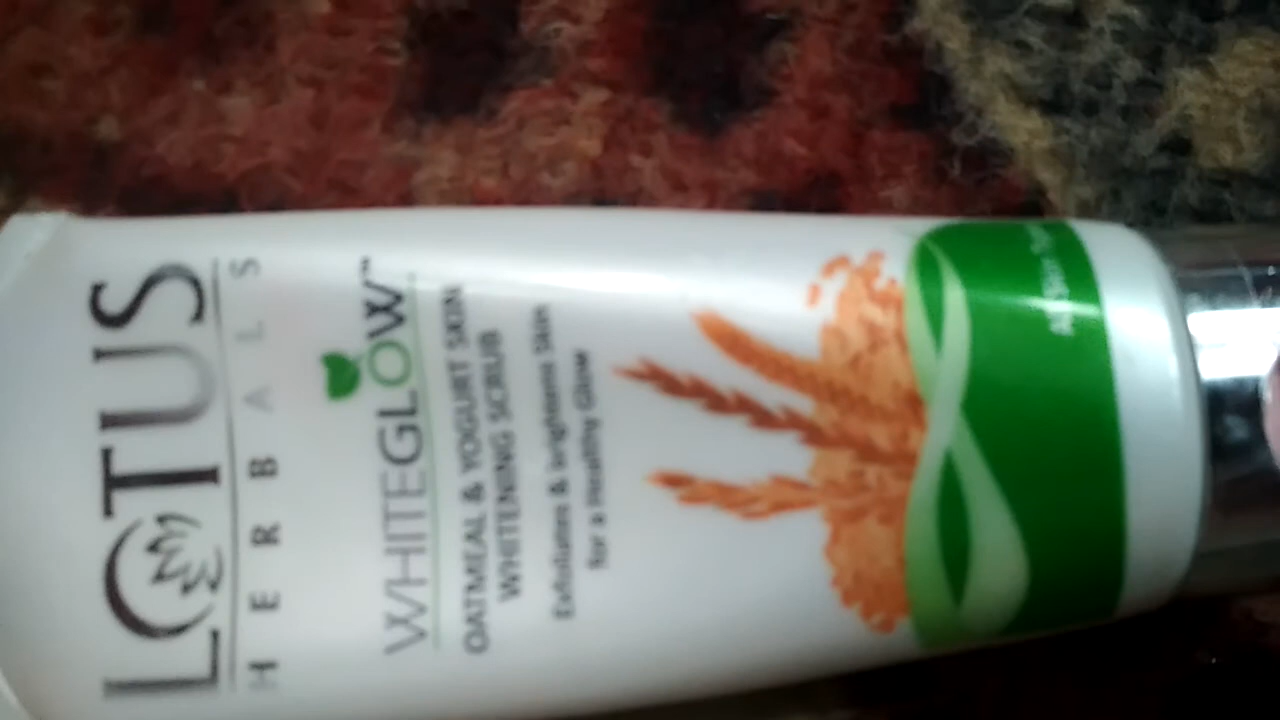 LOTUS
HERBALS
WHITEGLOW™
OATMEAL & YOGURT SKIN
WHITENING SCRUB
Exfoliates & brightens Skin
for a Healthy Glow